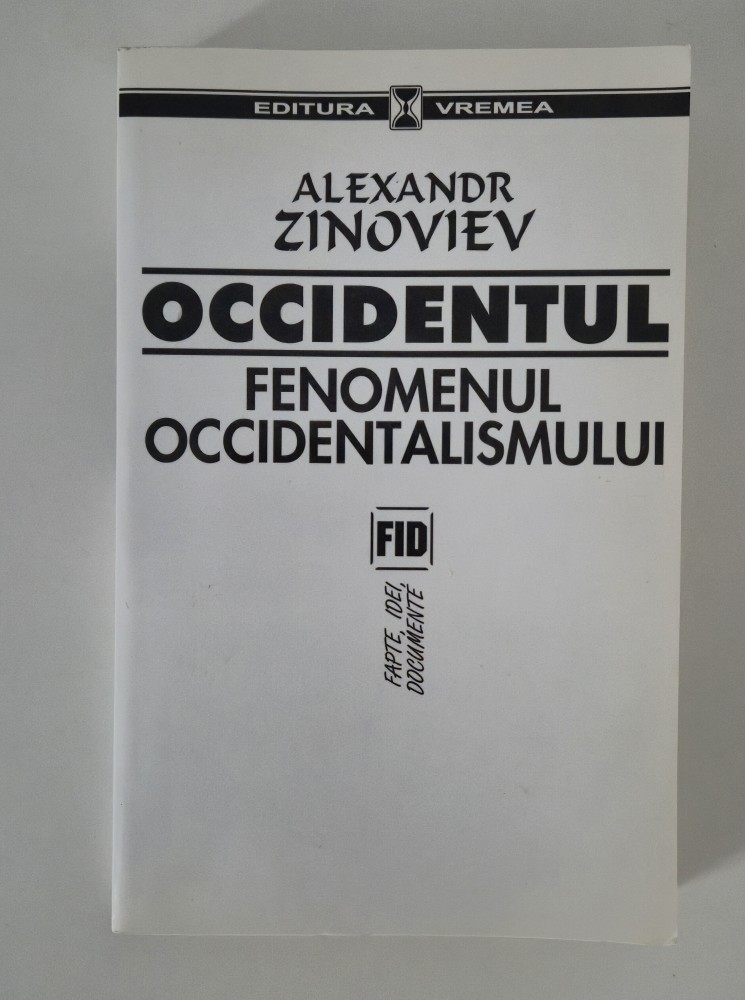 EDITURA VREMEA
ALEXANDR
ZINOVIEV
OCCIDENTUL
FENOMENUL
OCCIDENTALISMULUI
FID
FAPTE, IDEI,
DOCUMENTE